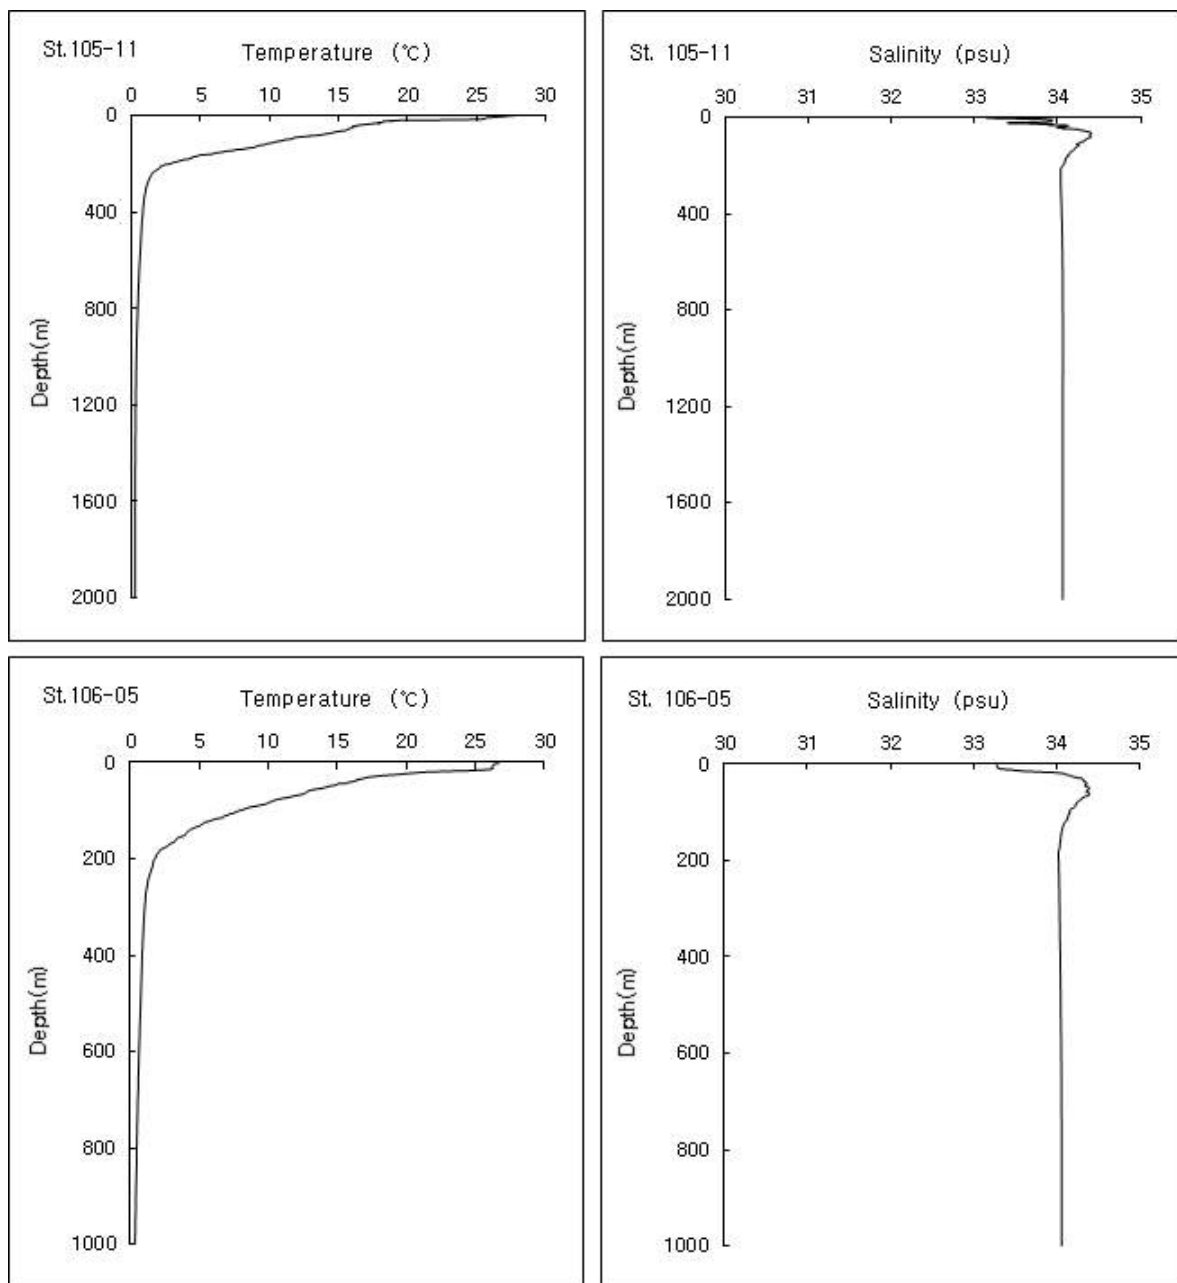 St.105-11 Temperature (℃)
0 5 10 15 20 25 30
0
400
800
1200
1600
2000
Depth(m)
St. 105-11 Salinity (psu)
30 31 32 33 34 35
0
400
800
1200
1600
2000
Depth(m)
St.106-05 Temperature (℃)
0 5 10 15 20 25 30
0
200
400
600
800
1000
Depth(m)
St. 106-05 Salinity (psu)
30 31 32 33 34 35
0
200
400
600
800
1000
Depth(m)